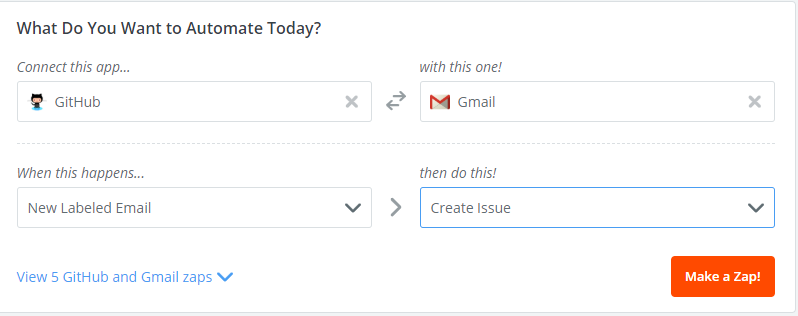 What Do You Want to Automate Today?
Connect this app...
with this one!
GitHub
Gmail
When this happens...
then do this!
New Labeled Email
Create Issue
View 5 GitHub and Gmail zaps
Make a Zap!